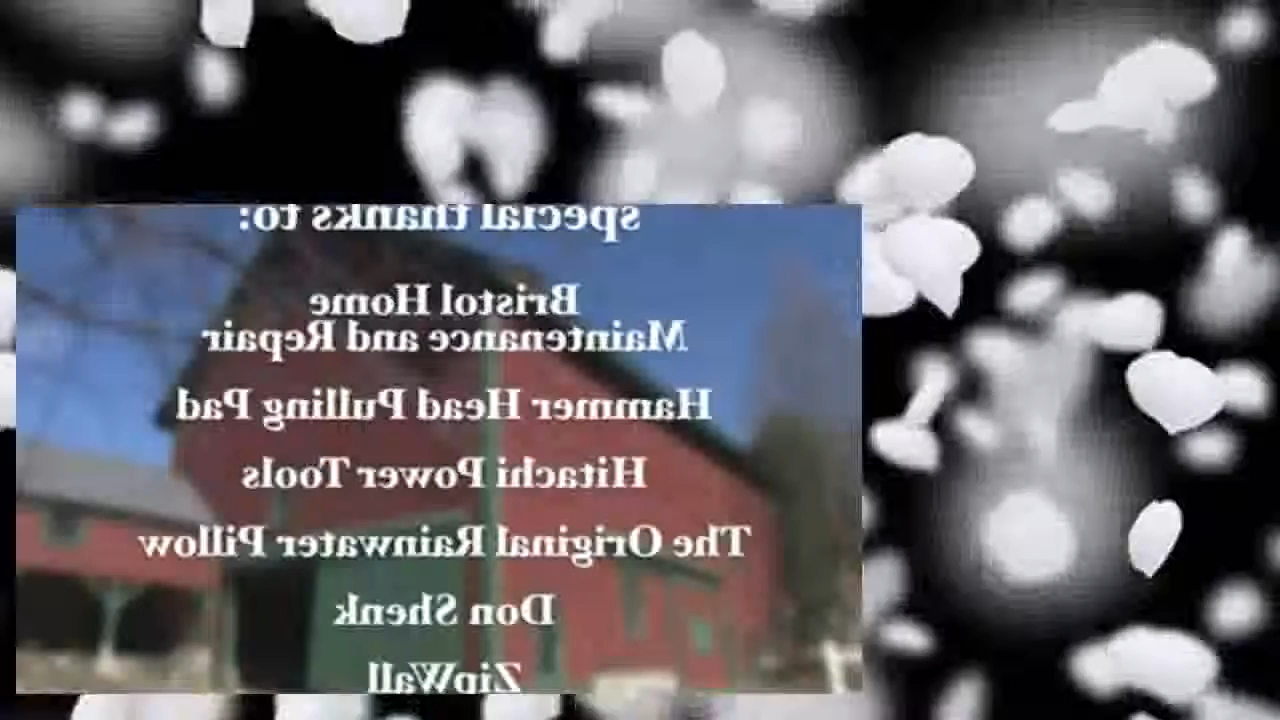 special thanks to:
Bristol Home
Maintenance and Repair
Hammer Head Pulling Pad
Hitachi Power Tools
The Original Rainwater Pillow
Don Shenk
ZipWall